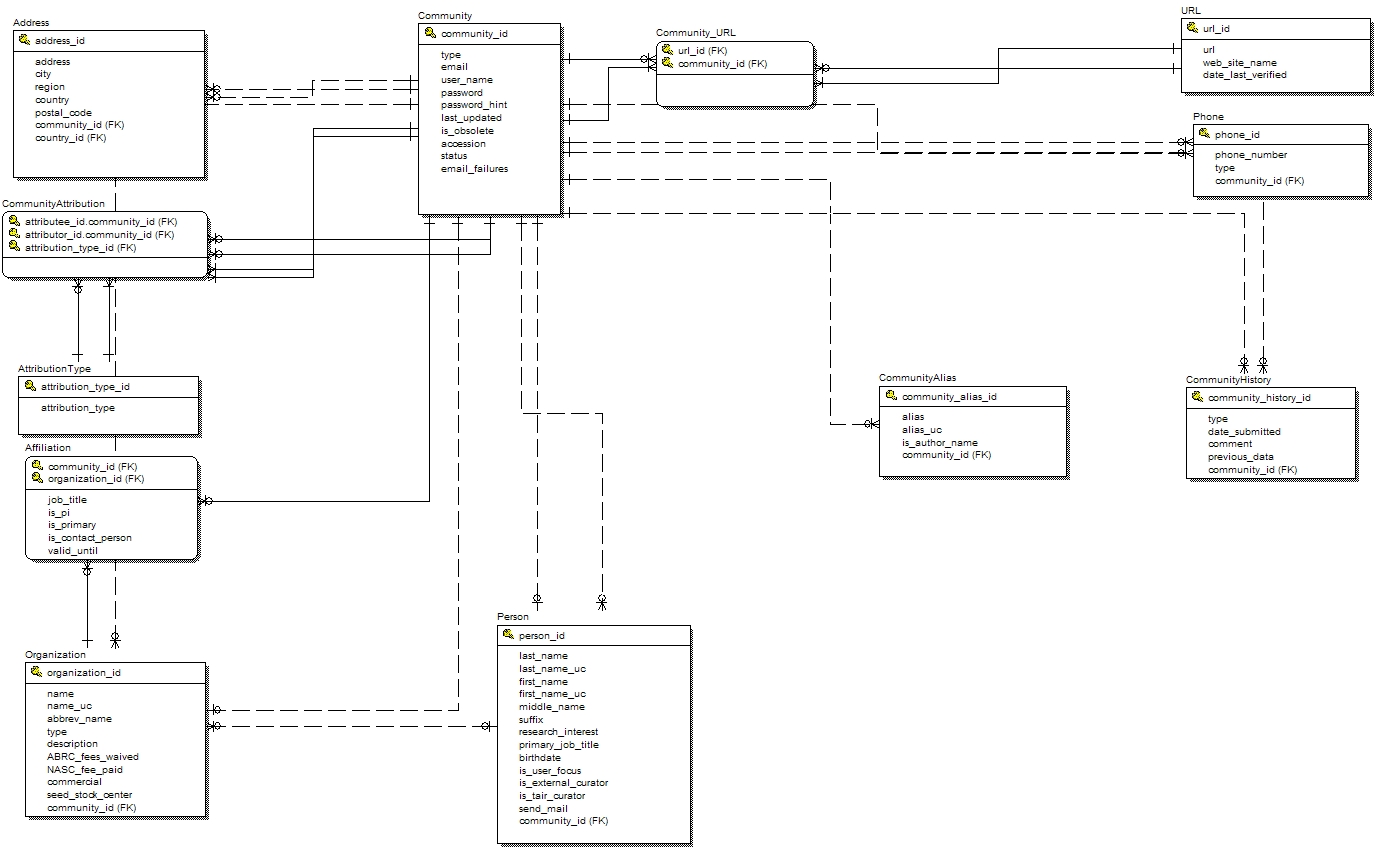 Address
address_id
address
city
region
country
postal_code
community_id (FK)
country_id (FK)
Community
community_id
type
email
user_name
password
password_hint
last_updated
is_obsolete
accession
status
email_failures
Community_URL
url_id (FK)
community_id (FK)
URL
url_id
url
web_site_name
date_last_verified
Phone
phone_id
phone_number
type
community_id (FK)
CommunityAttribution
attributee_id.community_id (FK)
attributor_id.community_id (FK)
attribution_type_id (FK)
AttributionType
attribution_type_id
attribution_type
Affiliation
community_id (FK)
organization_id (FK)
job_title
is_pi
is_primary
is_contact_person
valid_until
CommunityAlias
community_alias_id
alias
alias_uc
is_author_name
community_id (FK)
CommunityHistory
community_history_id
type
date_submitted
comment
previous_data
community_id (FK)
Organization
organization_id
name
name_uc
abbrev_name
type
description
ABRC_fees_waived
NASC_fee_paid
commercial
seed_stock_center
community_id (FK)
Person
person_id
last_name
last_name_uc
first_name
first_name_uc
middle_name
suffix
research_interest
primary_job_title
birthdate
is_user_focus
is_external_curator
is_tair_curator
send_mail
community_id (FK)